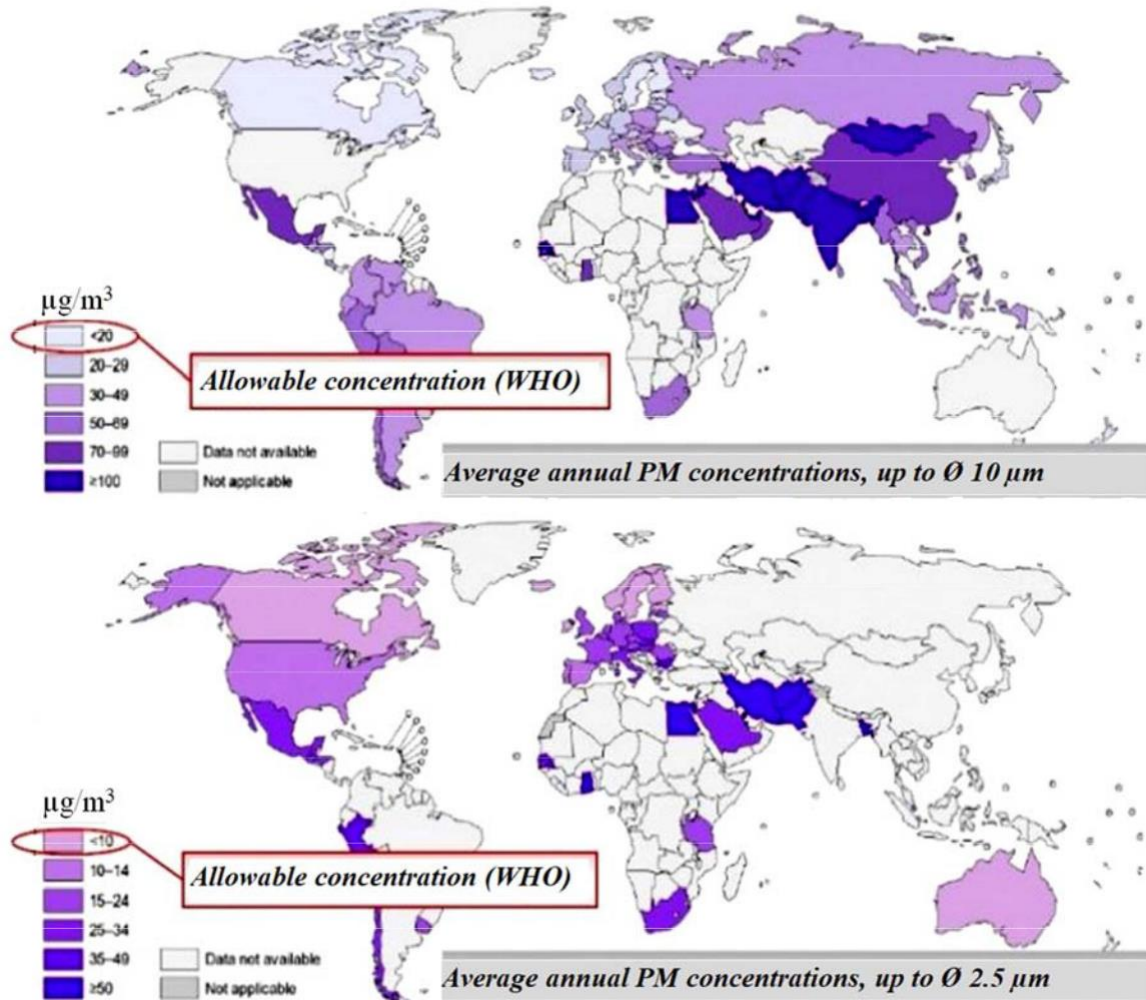 µg/m³
<20
20–29
30–49
50–69
70–99
≥100
Allowable concentration (WHO)
Data not available
Not applicable
Average annual PM concentrations, up to Ø 10 µm
µg/m³
<10
10–14
15–24
25–34
35–49
≥50
Allowable concentration (WHO)
Data not available
Not applicable
Average annual PM concentrations, up to Ø 2.5 µm